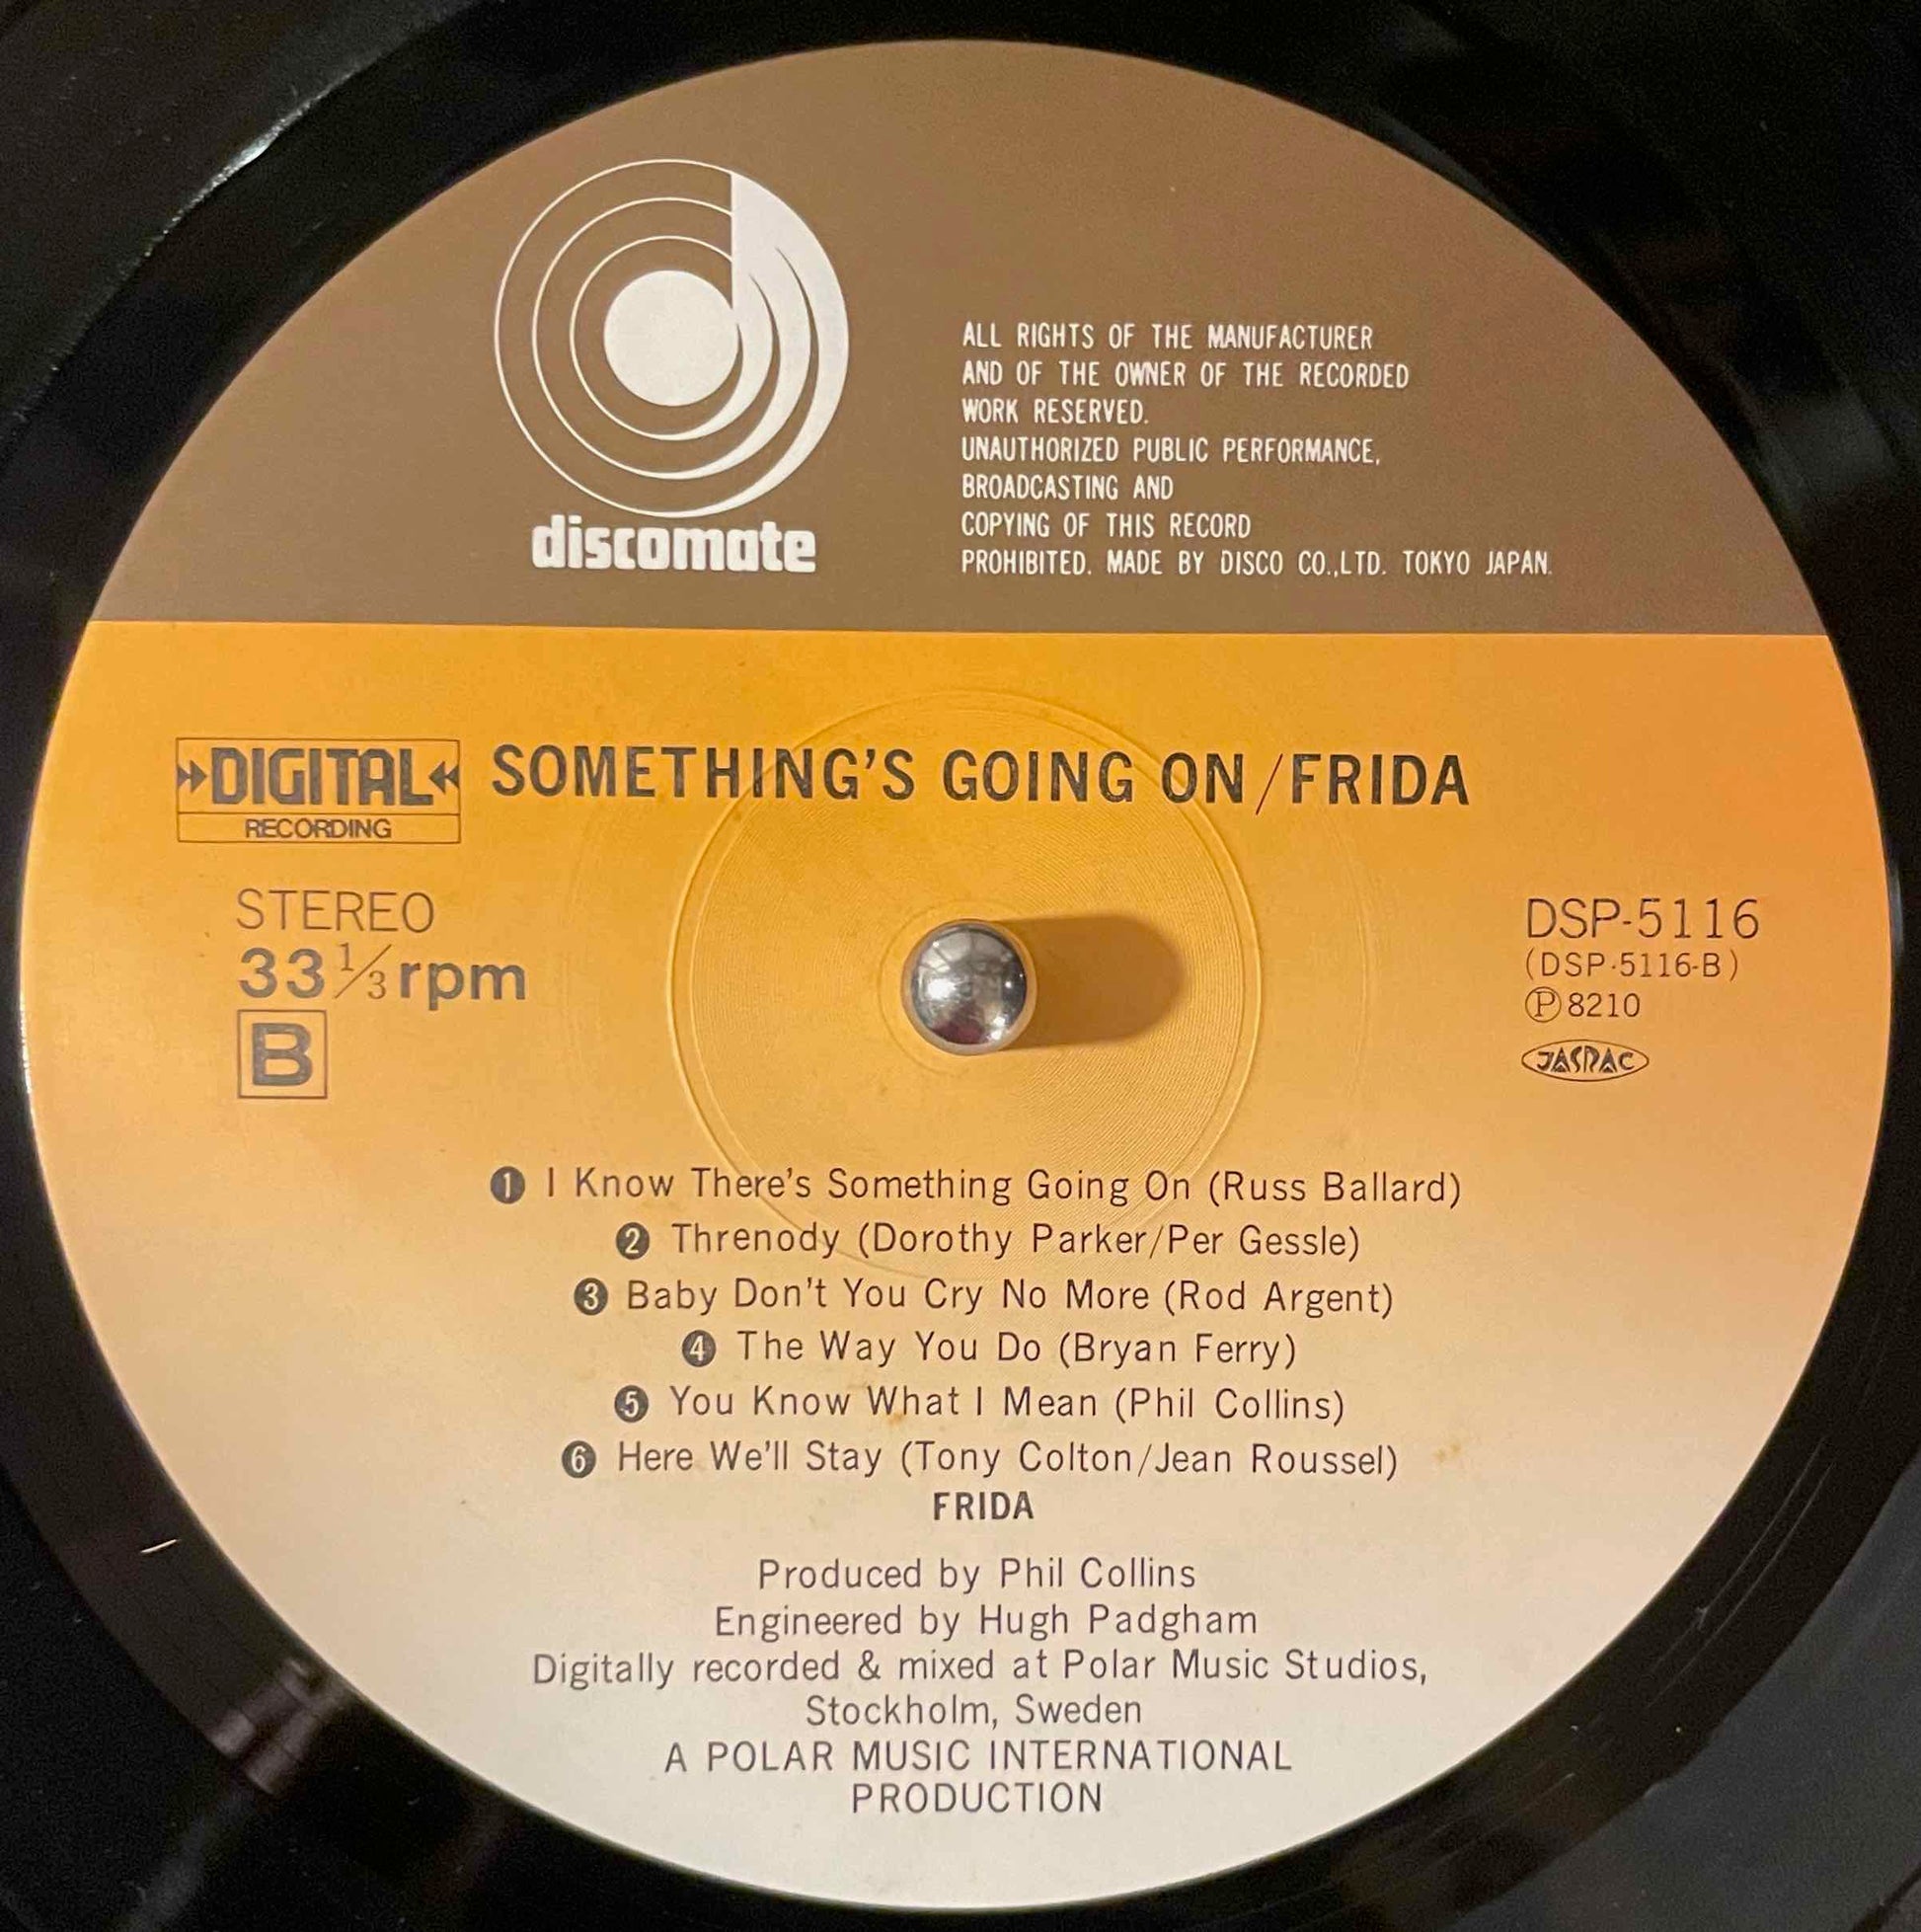 discomate
ALL RIGHTS OF THE MANUFACTURER
AND OF THE OWNER OF THE RECORDED
WORK RESERVED.
UNAUTHORIZED PUBLIC PERFORMANCE,
BROADCASTING AND
COPYING OF THIS RECORD
PROHIBITED. MADE BY DISCO CO.,LTD. TOKYO JAPAN.
DIGITAL
RECORDING
SOMETHING'S GOING ON/FRIDA
STEREO
33 1/3 rpm
B
DSP-5116
(DSP·5116-B)
Ⓟ8210
JASRAC
❶ I Know There's Something Going On (Russ Ballard)
❷ Threnody (Dorothy Parker/Per Gessle)
❸ Baby Don't You Cry No More (Rod Argent)
❹ The Way You Do (Bryan Ferry)
❺ You Know What I Mean (Phil Collins)
❻ Here We'll Stay (Tony Colton/Jean Roussel)
FRIDA
Produced by Phil Collins
Engineered by Hugh Padgham
Digitally recorded & mixed at Polar Music Studios,
Stockholm, Sweden
A POLAR MUSIC INTERNATIONAL
PRODUCTION